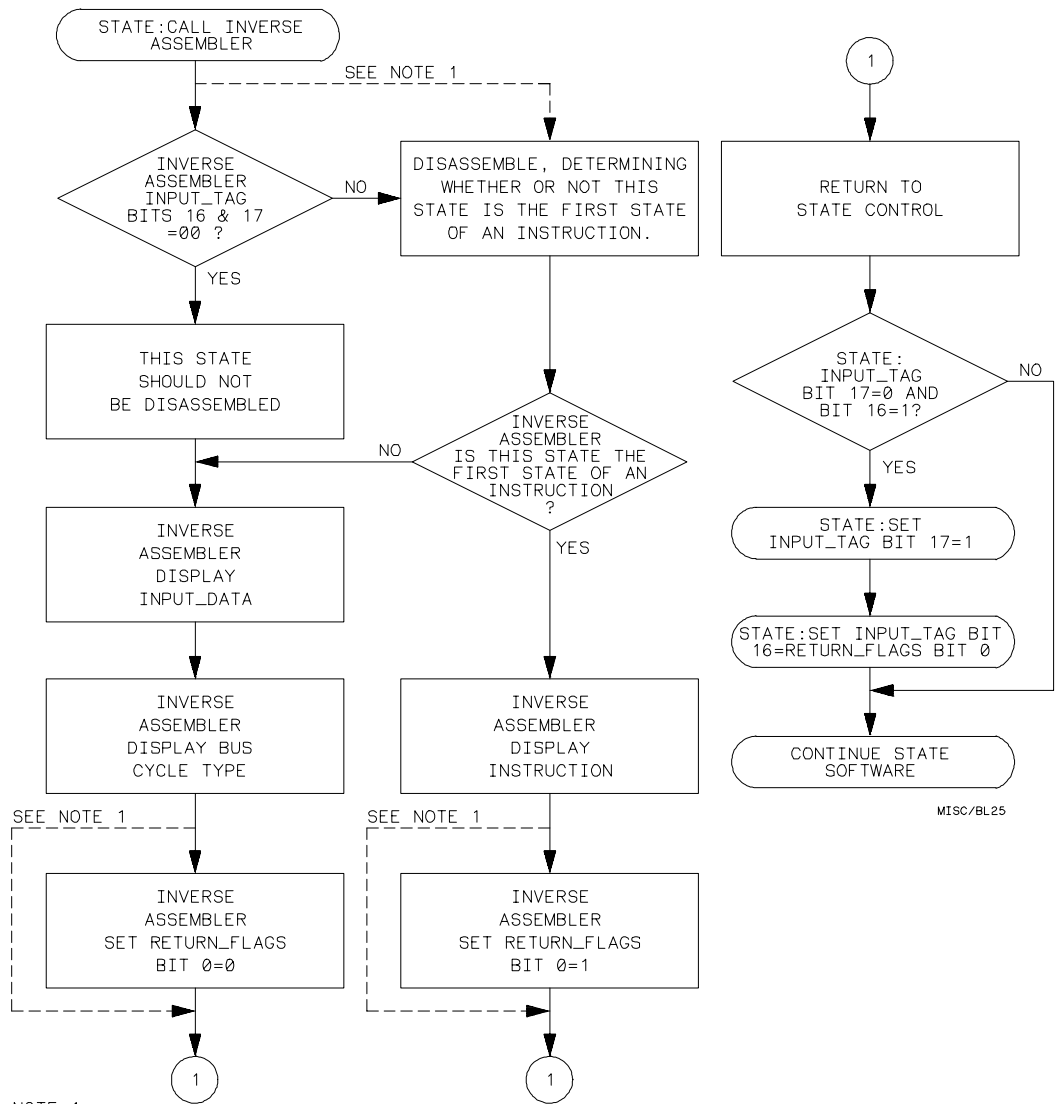 STATE:CALL INVERSE
ASSEMBLER
SEE NOTE 1
INVERSE
ASSEMBLER
INPUT_TAG
BITS 16 & 17
=00 ?
NO
YES
DISASSEMBLE, DETERMINING
WHETHER OR NOT THIS
STATE IS THE FIRST STATE
OF AN INSTRUCTION.
THIS STATE
SHOULD NOT
BE DISASSEMBLED
INVERSE
ASSEMBLER
IS THIS STATE THE
FIRST STATE OF AN
INSTRUCTION
?
NO
YES
INVERSE
ASSEMBLER
DISPLAY
INPUT_DATA
INVERSE
ASSEMBLER
DISPLAY BUS
CYCLE TYPE
INVERSE
ASSEMBLER
DISPLAY
INSTRUCTION
SEE NOTE 1
INVERSE
ASSEMBLER
SET RETURN_FLAGS
BIT 0=0
1
SEE NOTE 1
INVERSE
ASSEMBLER
SET RETURN_FLAGS
BIT 0=1
1
1
RETURN TO
STATE CONTROL
STATE:
INPUT_TAG
BIT 17=0 AND
BIT 16=1?
NO
YES
STATE:SET
INPUT_TAG BIT 17=1
STATE:SET INPUT_TAG BIT
16=RETURN_FLAGS BIT 0
CONTINUE STATE
SOFTWARE
MISC/BL25